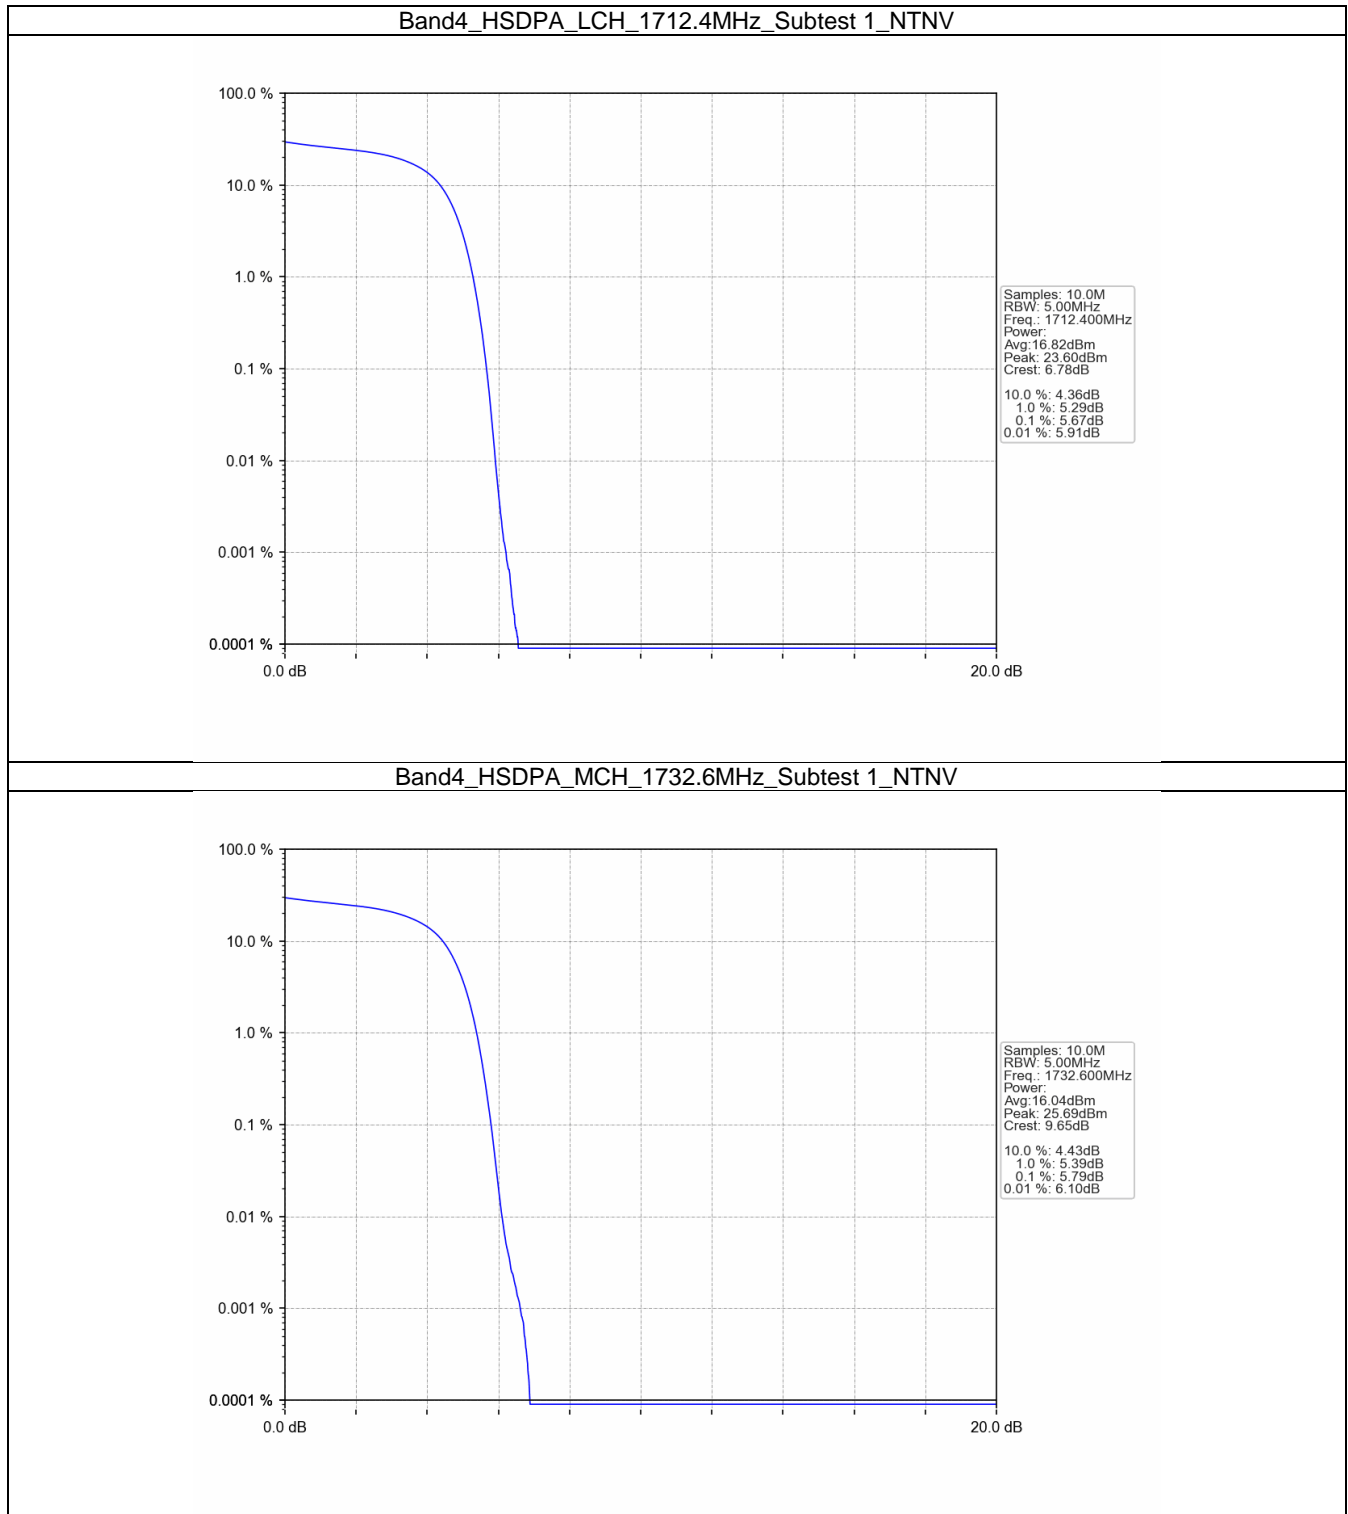 Band4_HSDPA_LCH_1712.4MHz_Subtest 1_NTNV
100.0 %
10.0 %
1.0 %
0.1 %
0.01 %
0.001 %
0.0001 %
0.0 dB
20.0 dB
Samples: 10.0M
RBW: 5.00MHz
Freq.: 1712.400MHz
Power:
Avg:16.82dBm
Peak: 23.60dBm
Crest: 6.78dB
10.0 %: 4.36dB
1.0 %: 5.29dB
0.1 %: 5.67dB
0.01 %: 5.91dB
Band4_HSDPA_MCH_1732.6MHz_Subtest 1_NTNV
100.0 %
10.0 %
1.0 %
0.1 %
0.01 %
0.001 %
0.0001 %
0.0 dB
20.0 dB
Samples: 10.0M
RBW: 5.00MHz
Freq.: 1732.600MHz
Power:
Avg:16.04dBm
Peak: 25.69dBm
Crest: 9.65dB
10.0 %: 4.43dB
1.0 %: 5.39dB
0.1 %: 5.79dB
0.01 %: 6.10dB